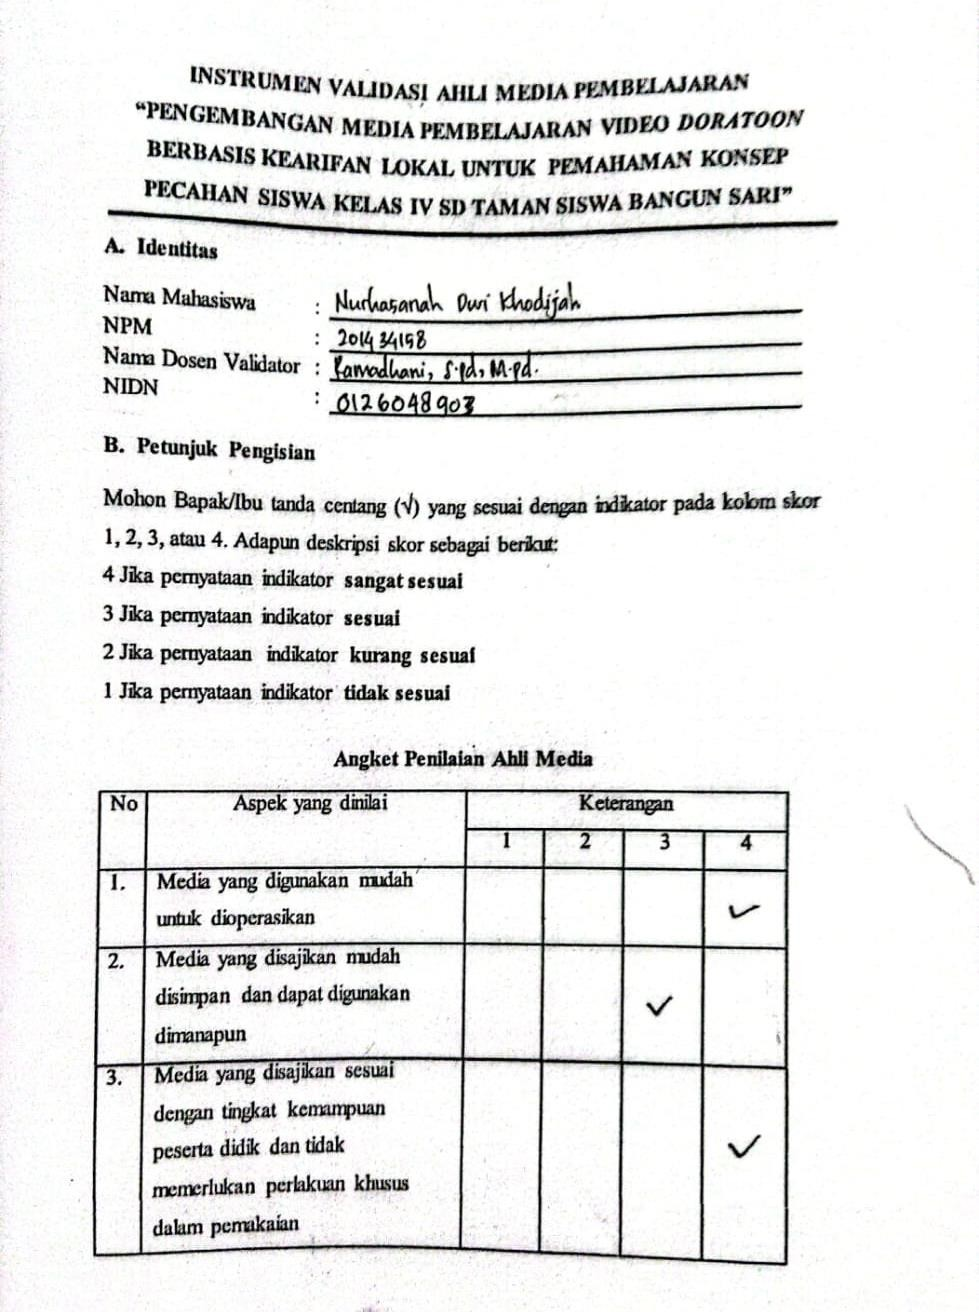 INSTRUMEN VALIDASI AHLI MEDIA PEMBELAJARAN
"PENGEMBANGAN MEDIA PEMBELAJARAN VIDEO DORATOON
BERBASIS KEARIFAN LOKAL UNTUK PEMAHAMAN KONSEP
PECAHAN SISWA KELAS IV SD TAMAN SISWA BANGUN SARI"
A. Identitas
Nama Mahasiswa : Nurhasanah Dwi Khodijah
NPM : 201434158
Nama Dosen Validator : Ramadhani, S.Pd, M.Pd.
NIDN : 0126048903
B. Petunjuk Pengisian
Mohon Bapak/Ibu tanda centang (√) yang sesuai dengan indikator pada kolom skor
1, 2, 3, atau 4. Adapun deskripsi skor sebagai berikut:
4 Jika pernyataan indikator sangat sesuai
3 Jika pernyataan indikator sesuai
2 Jika pernyataan indikator kurang sesuai
1 Jika pernyataan indikator tidak sesuai
Angket Penilaian Ahli Media
No Aspek yang dinilai Keterangan
1 2 3 4
1. Media yang digunakan mudah
untuk dioperasikan ✓
2. Media yang disajikan mudah
disimpan dan dapat digunakan ✓
dimanapun
3. Media yang disajikan sesuai
dengan tingkat kemampuan
peserta didik dan tidak ✓
memerlukan perlakuan khusus
dalam pemakaian